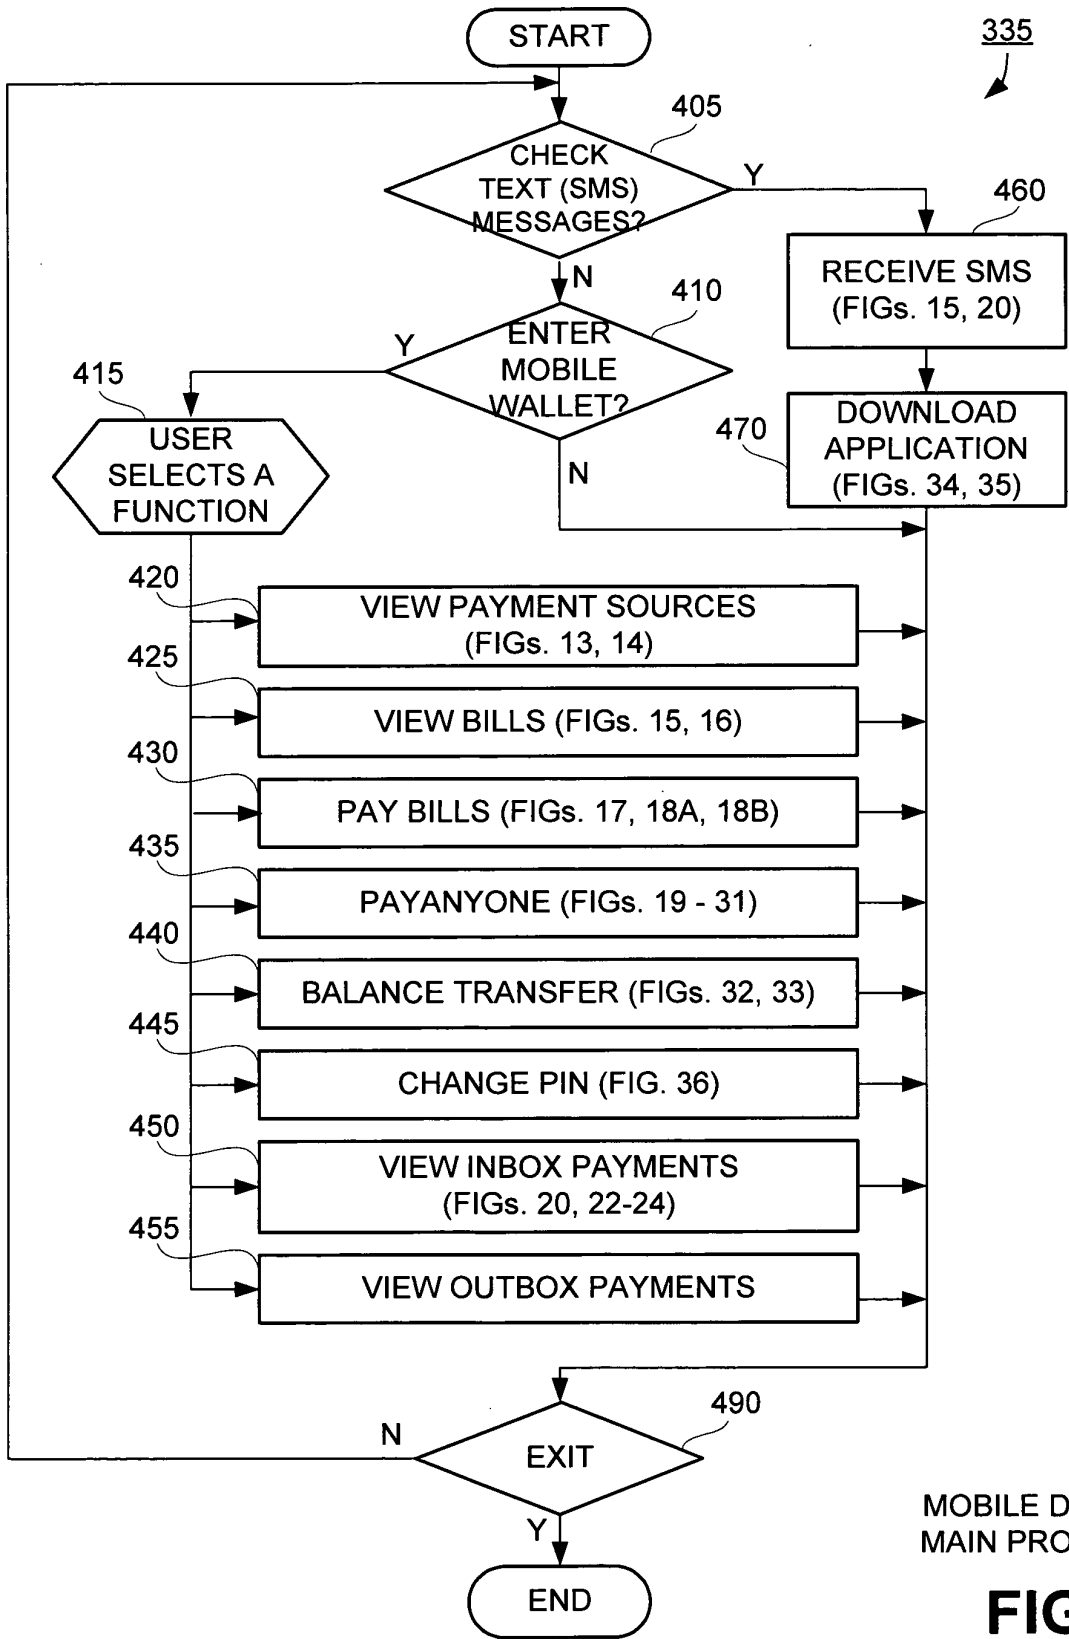 START
335
405
CHECK
TEXT (SMS)
MESSAGES?
Y
460
RECEIVE SMS
(FIGs. 15, 20)
N
410
ENTER
MOBILE
WALLET?
Y
415
USER
SELECTS A
FUNCTION
470
DOWNLOAD
APPLICATION
(FIGs. 34, 35)
N
420
VIEW PAYMENT SOURCES
(FIGs. 13, 14)
425
VIEW BILLS (FIGs. 15, 16)
430
PAY BILLS (FIGs. 17, 18A, 18B)
435
PAYANYONE (FIGs. 19 - 31)
440
BALANCE TRANSFER (FIGs. 32, 33)
445
CHANGE PIN (FIG. 36)
450
VIEW INBOX PAYMENTS
(FIGs. 20, 22-24)
455
VIEW OUTBOX PAYMENTS
490
N
EXIT
Y
MOBILE D
MAIN PRO
END
FIG